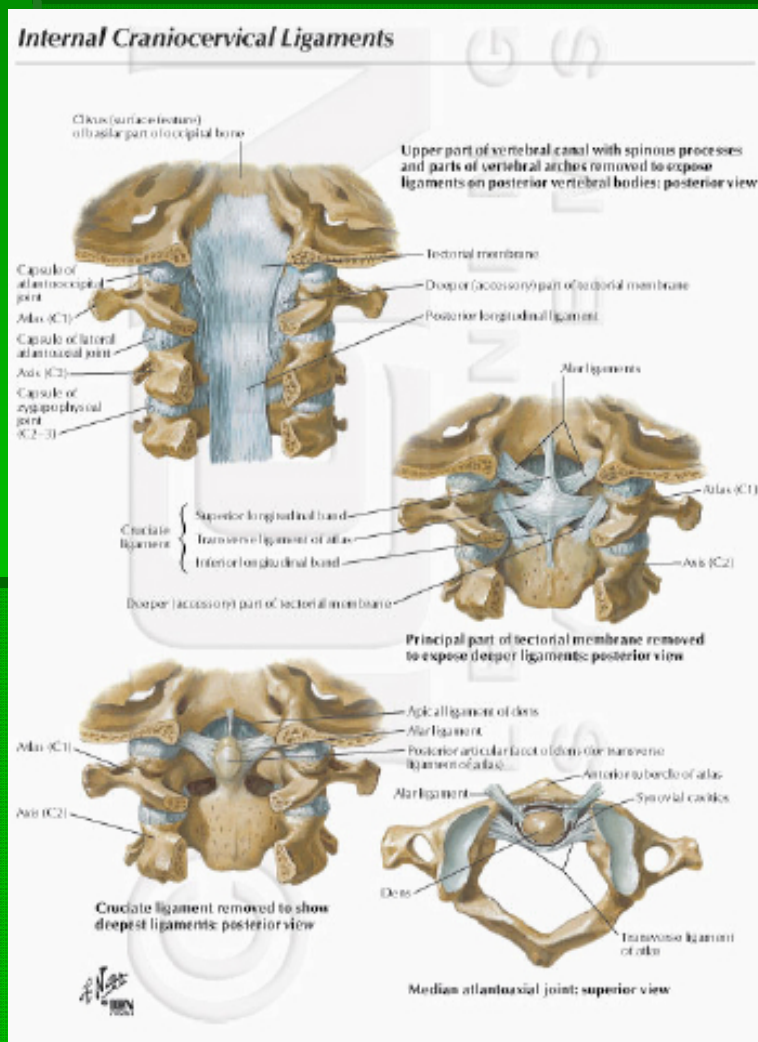 Internal Craniocervical Ligaments
Clivus (surface feature)
of basilar part of occipital bone
Upper part of vertebral canal with spinous processes
and parts of vertebral arches removed to expose
ligaments on posterior vertebral bodies: posterior view
Tectorial membrane
Deeper (accessory) part of tectorial membrane
Posterior longitudinal ligament
Capsule of
atlantooccipital
joint
Atlas (C1)
Capsule of lateral
atlantoaxial joint
Axis (C2)
Capsule of
zygapophysial
joint
(C2–3)
Alar ligaments
Atlas (C1)
Axis (C2)
Cruciate
ligament
Superior longitudinal band
Transverse ligament of atlas
Inferior longitudinal band
Deeper (accessory) part of tectorial membrane
Principal part of tectorial membrane removed
to expose deeper ligaments: posterior view
Apical ligament of dens
Alar ligament
Posterior articular facet of dens (for transverse
ligament of atlas)
Atlas (C1)
Axis (C2)
Cruciate ligament removed to show
deepest ligaments: posterior view
Anterior tubercle of atlas
Alar ligament
Synovial cavities
Dens
Transverse ligament
of atlas
Median atlantoaxial joint: superior view